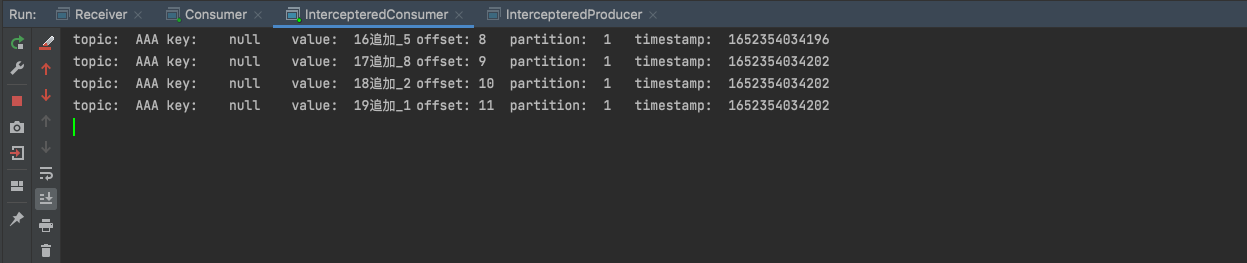 Run: Receiver Consumer IntercepteredConsumer IntercepteredProducer
topic: AAA key: null value: 16追加_5 offset: 8 partition: 1 timestamp: 1652354034196
topic: AAA key: null value: 17追加_8 offset: 9 partition: 1 timestamp: 1652354034202
topic: AAA key: null value: 18追加_2 offset: 10 partition: 1 timestamp: 1652354034202
topic: AAA key: null value: 19追加_1 offset: 11 partition: 1 timestamp: 1652354034202